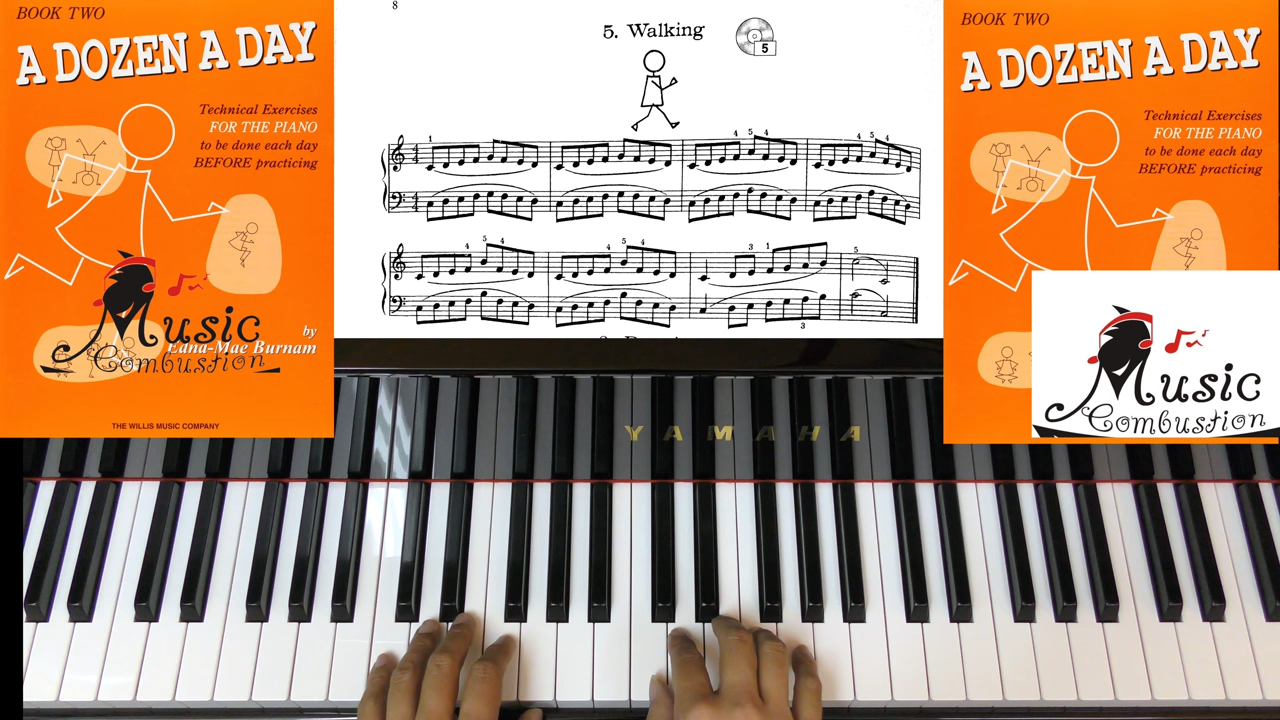 BOOK TWO
A DOZEN A DAY
Technical Exercises
FOR THE PIANO
to be done each day
BEFORE practicing
by
Edna-Mae Burnam
Music
Combustion
THE WILLIS MUSIC COMPANY
8
5. Walking
5
1
4 5 4
4 5 4
4 5 4
4 5 4
3 1
5
3
YAMAHA
BOOK TWO
A DOZEN A DAY
Technical Exercises
FOR THE PIANO
to be done each day
BEFORE practicing
Music
Combustion